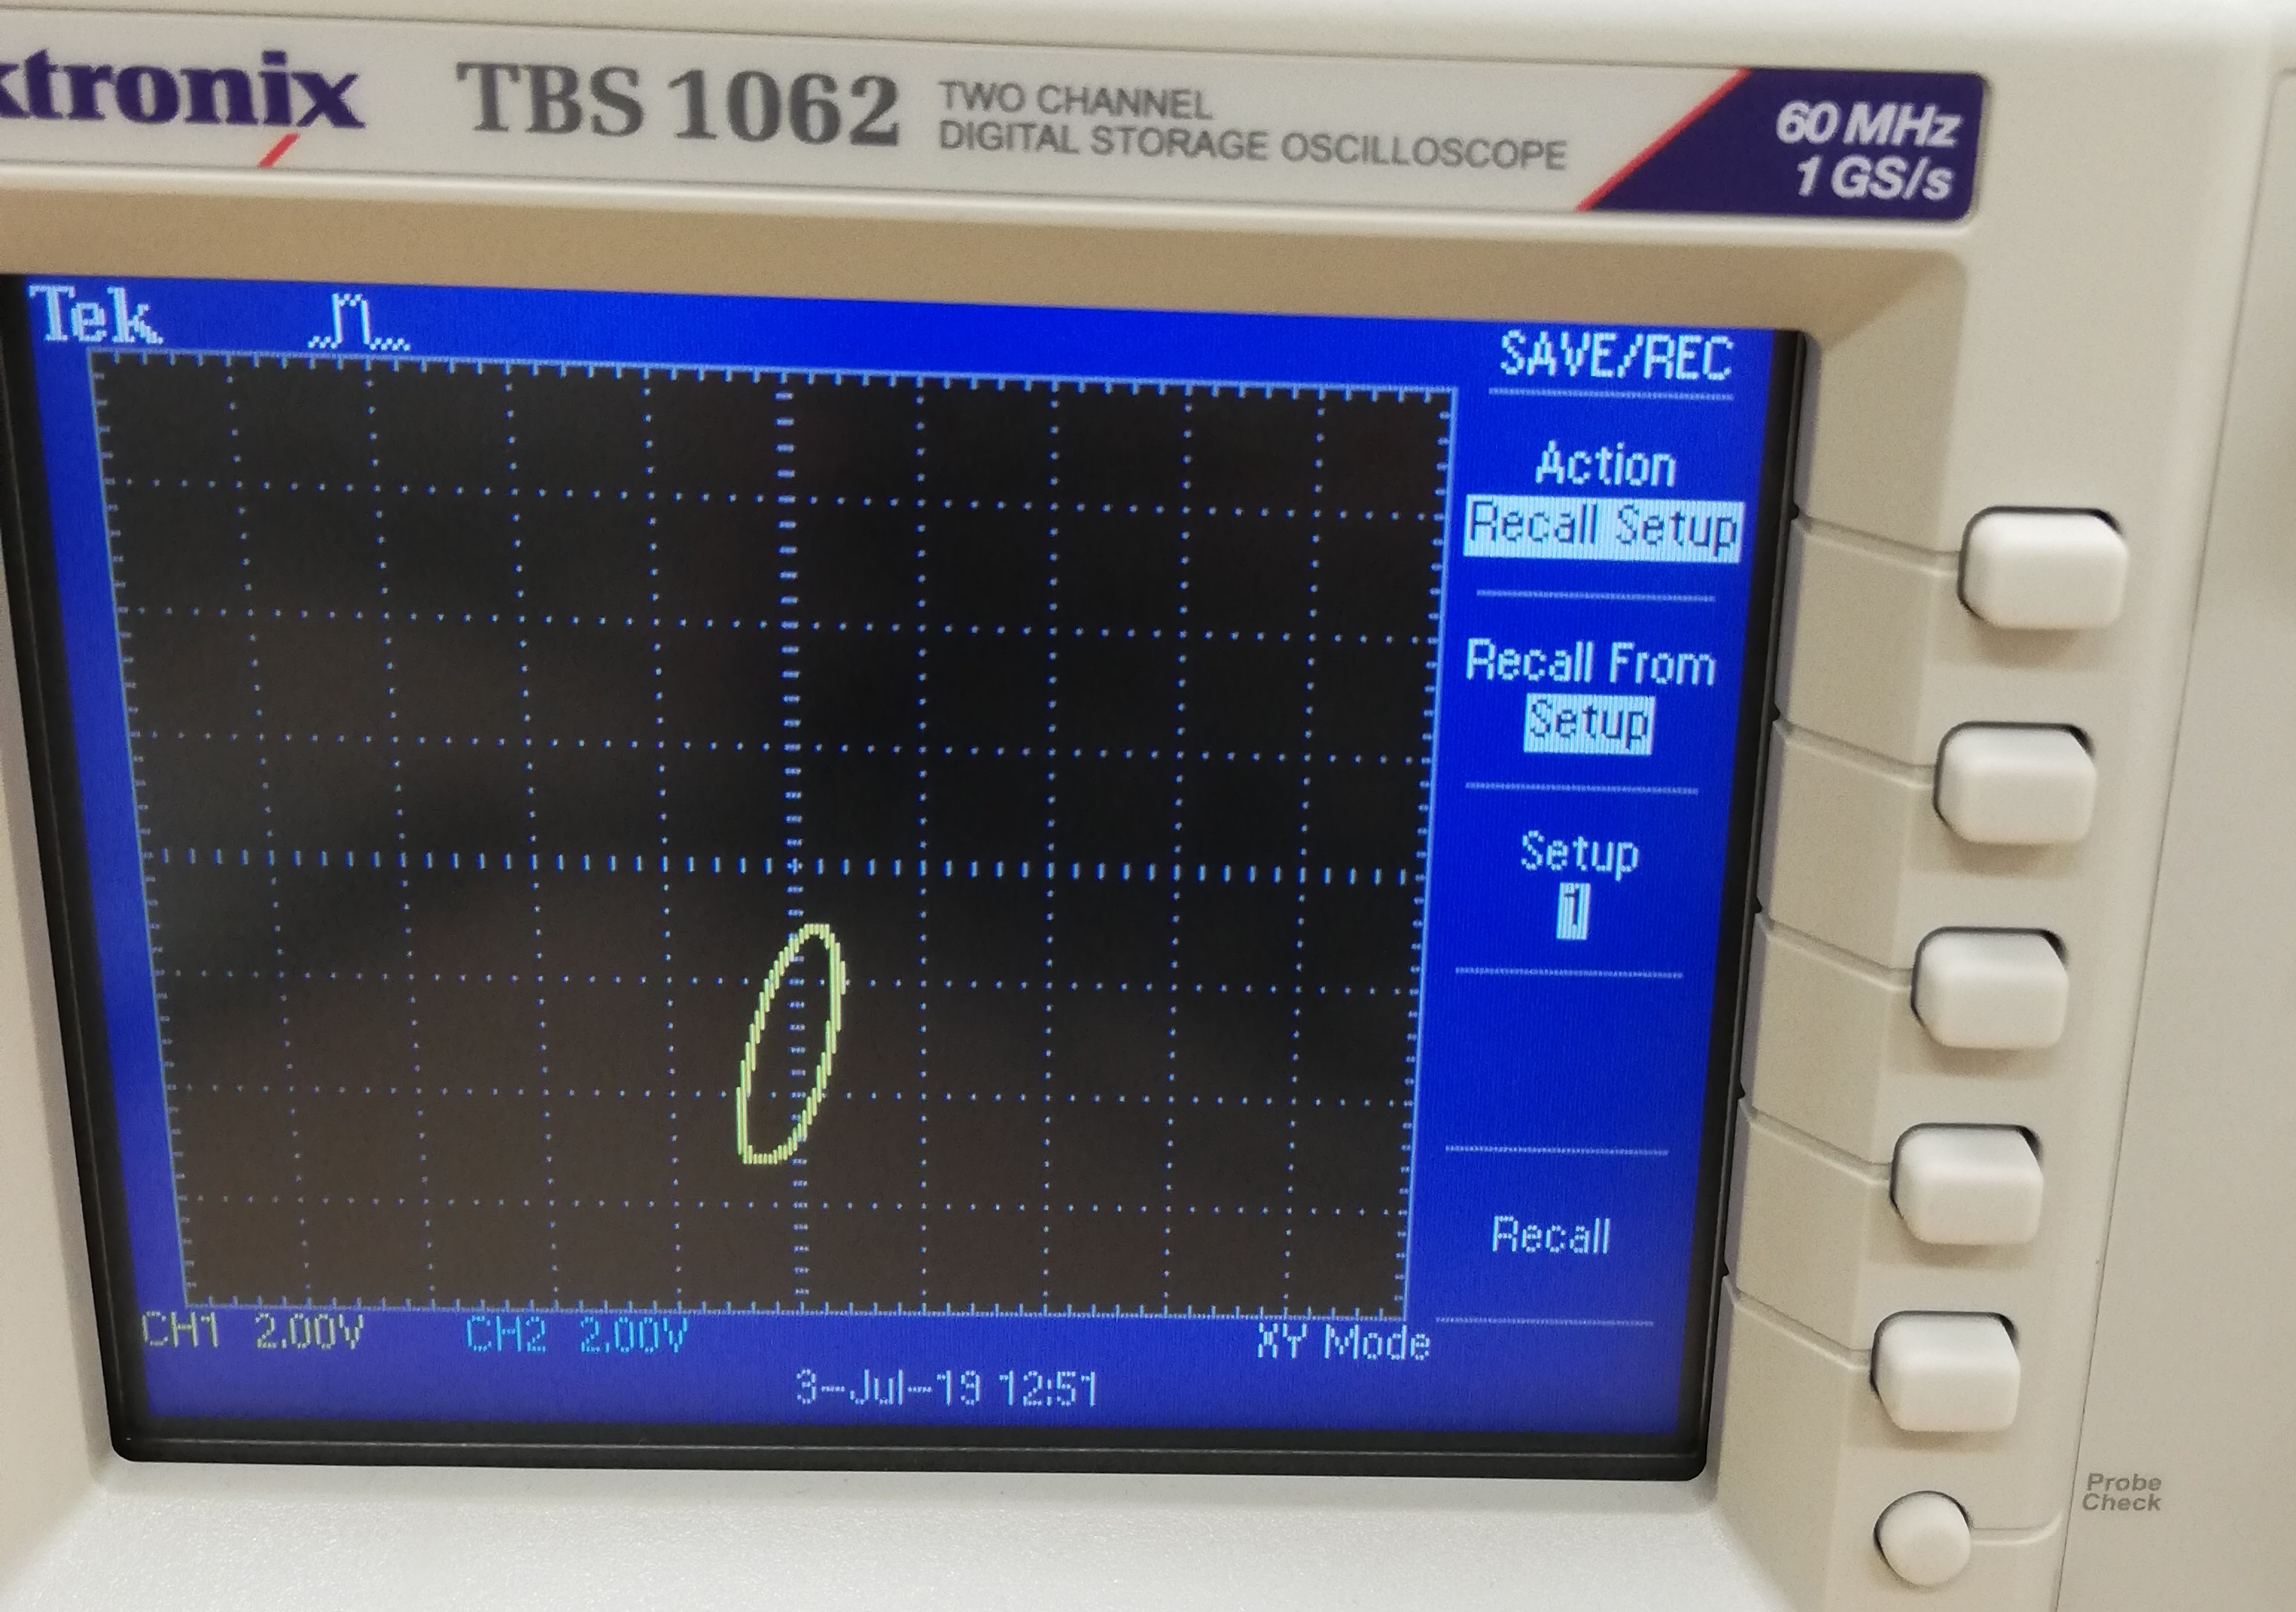 ktronix TBS 1062 TWO CHANNEL
DIGITAL STORAGE OSCILLOSCOPE
60 MHz
1 GS/s
Tek
SAVE/REC
Action
Recall Setup
Recall From
Setup
Setup
1
Recall
CH1 2.00V CH2 2.00V XY Mode
3-Jul-19 12:51
Probe
Check